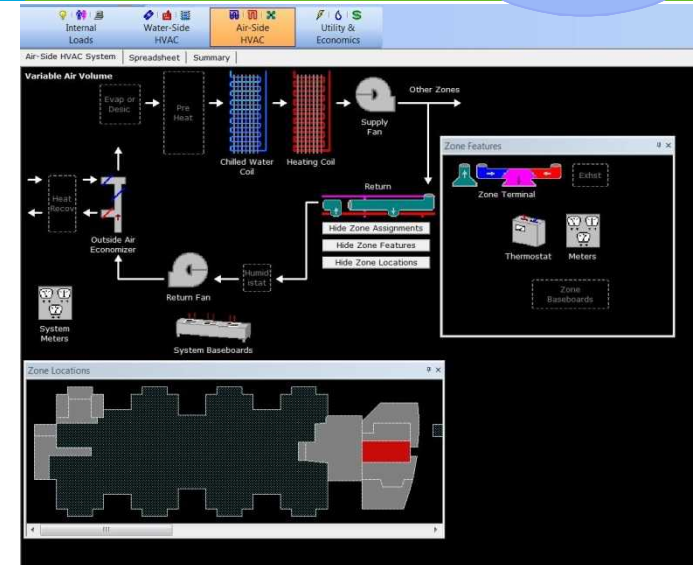 Internal
Loads
Water-Side
HVAC
Air-Side
HVAC
Utility &
Economics
Air-Side HVAC System
Spreadsheet
Summary
Variable Air Volume
Evap or
Desic
Pre
Heat
Chilled Water
Coil
Heating Coil
Supply
Fan
Other Zones
Return
Heat
Recov
Outside Air
Economizer
Hide Zone Assignments
Hide Zone Features
Hide Zone Locations
Return Fan
Humid
istat
System
Meters
System Baseboards
Zone Features
Zone Terminal
Exhst
Thermostat
Meters
Zone
Baseboards
Zone Locations